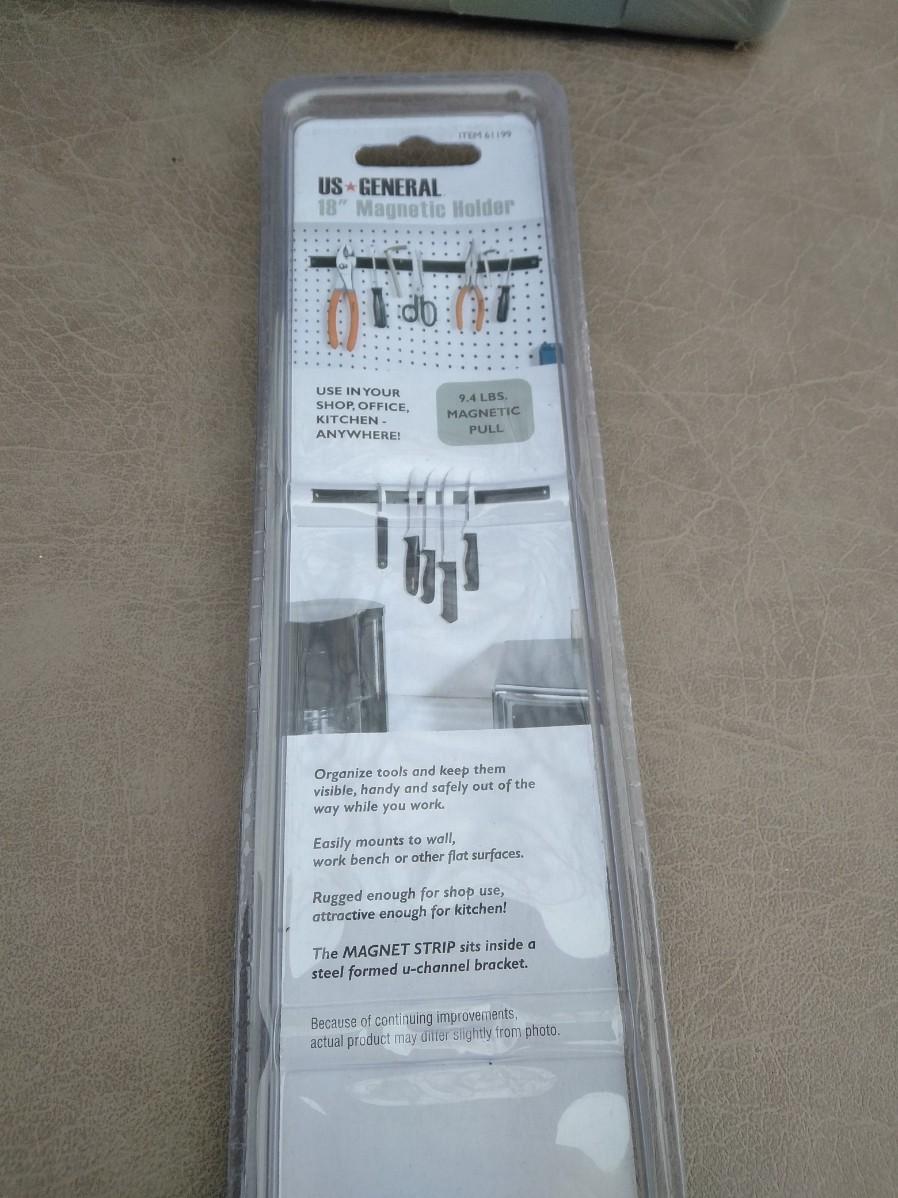 ITEM 61199
US★GENERAL
18" Magnetic Holder
USE IN YOUR
SHOP, OFFICE,
KITCHEN -
ANYWHERE!
9.4 LBS.
MAGNETIC
PULL
Organize tools and keep them
visible, handy and safely out of the
way while you work.
Easily mounts to wall,
work bench or other flat surfaces.
Rugged enough for shop use,
attractive enough for kitchen!
The MAGNET STRIP sits inside a
steel formed u-channel bracket.
Because of continuing improvements,
actual product may differ slightly from photo.